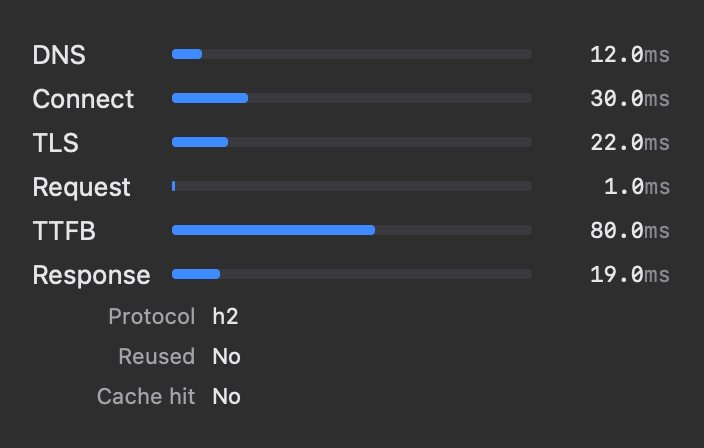 DNS 12.0ms
Connect 30.0ms
TLS 22.0ms
Request 1.0ms
TTFB 80.0ms
Response 19.0ms
Protocol h2
Reused No
Cache hit No